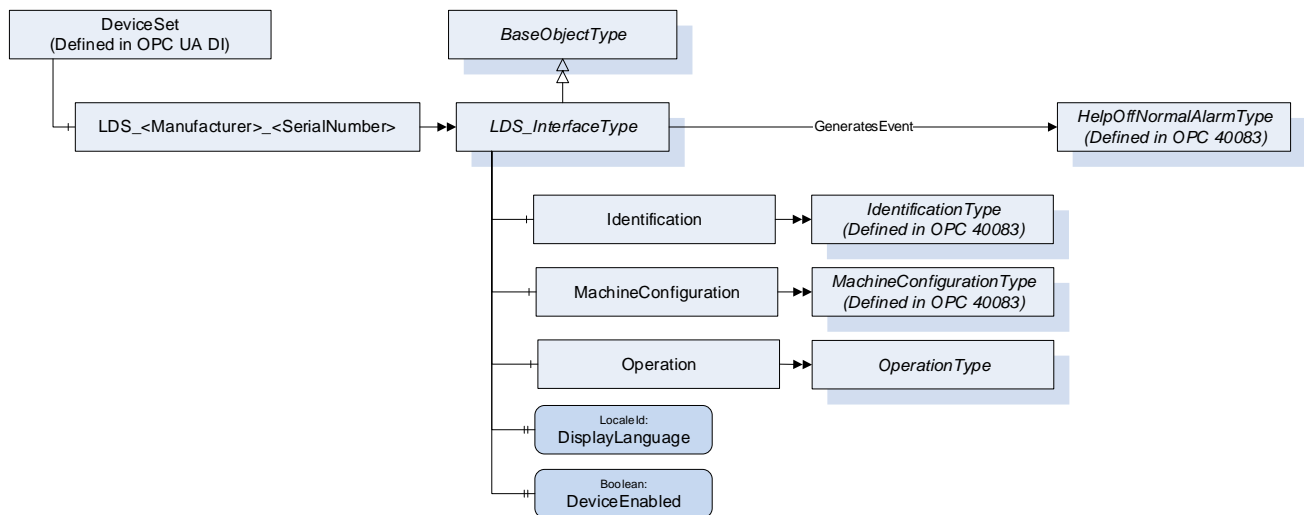 DeviceSet
(Defined in OPC UA DI)
BaseObjectType
LDS_<Manufacturer>_<SerialNumber>
LDS_InterfaceType
GeneratesEvent
HelpOffNormalAlarmType
(Defined in OPC 40083)
Identification
IdentificationType
(Defined in OPC 40083)
MachineConfiguration
MachineConfigurationType
(Defined in OPC 40083)
Operation
OperationType
LocaleId:
DisplayLanguage
Boolean:
DeviceEnabled